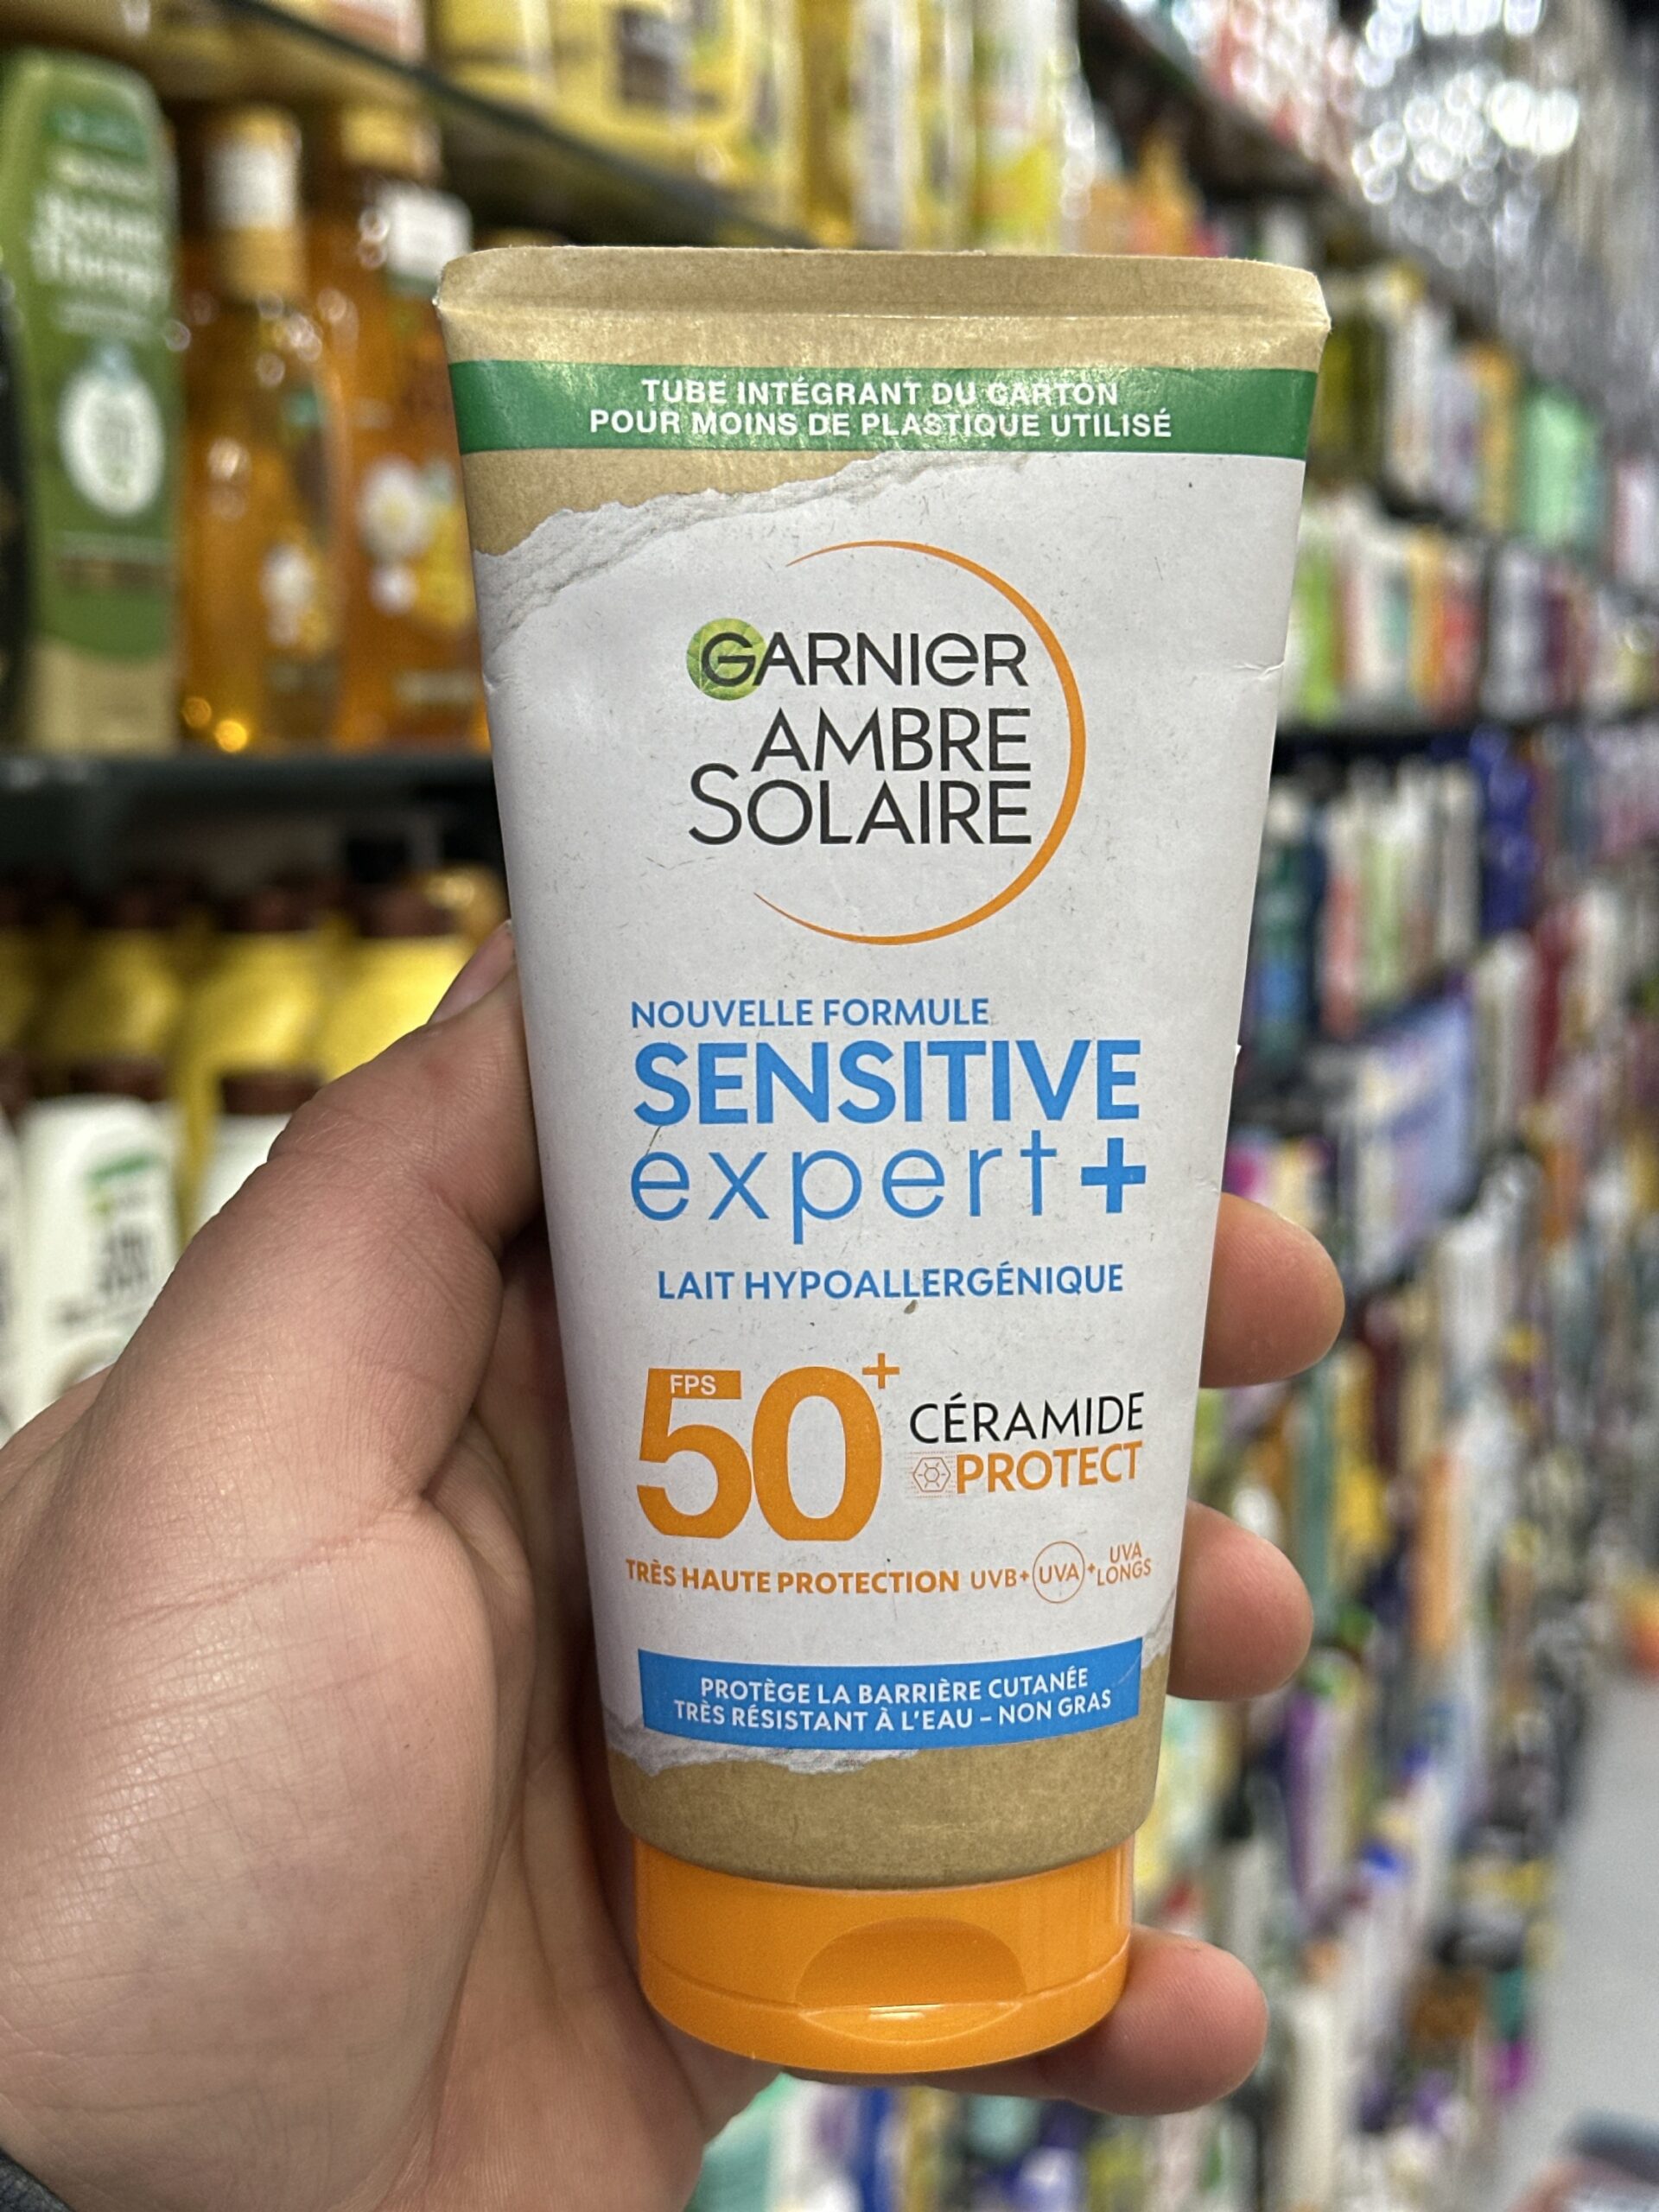 TUBE INTÉGRANT DU CARTON
POUR MOINS DE PLASTIQUE UTILISÉ
GARNIER
AMBRE
SOLAIRE
NOUVELLE FORMULE
SENSITIVE
expert+
LAIT HYPOALLERGÉNIQUE
FPS
50+
CÉRAMIDE
PROTECT
TRÈS HAUTE PROTECTION UVB+ UVA + UVA LONGS
PROTÈGE LA BARRIÈRE CUTANÉE
TRÈS RÉSISTANT À L'EAU – NON GRAS